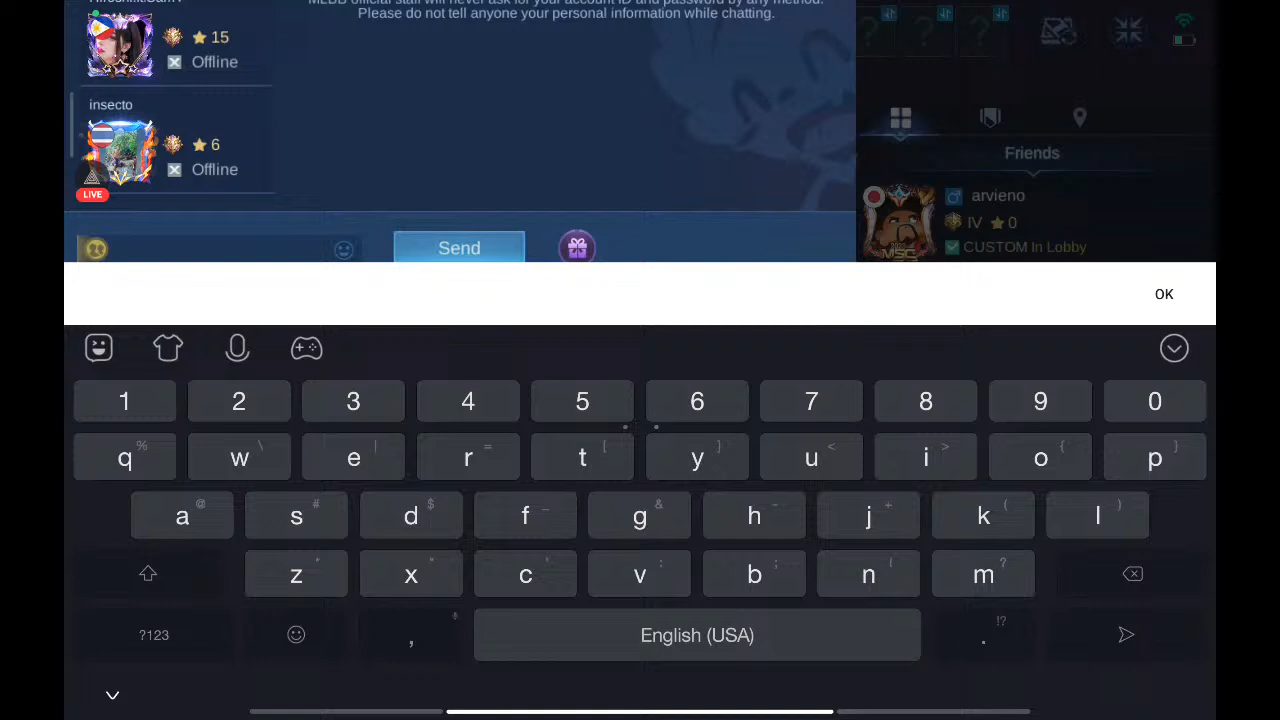 MLBB official staff will never ask for your account ID and password by any method.
Please do not tell anyone your personal information while chatting.
15
Offline
insecto
6
Offline
LIVE
Send
Friends
arvieno
IV 0
MSC
CUSTOM In Lobby
OK
1 2 3 4 5 6 7 8 9 0
q % w \ e | r = t [ y ] u < i > o { p }
a @ s # d $ f _ g & h - j + k ( l )
z x " c ' v : b ; n ! m ?
?123 , English (USA) . !?